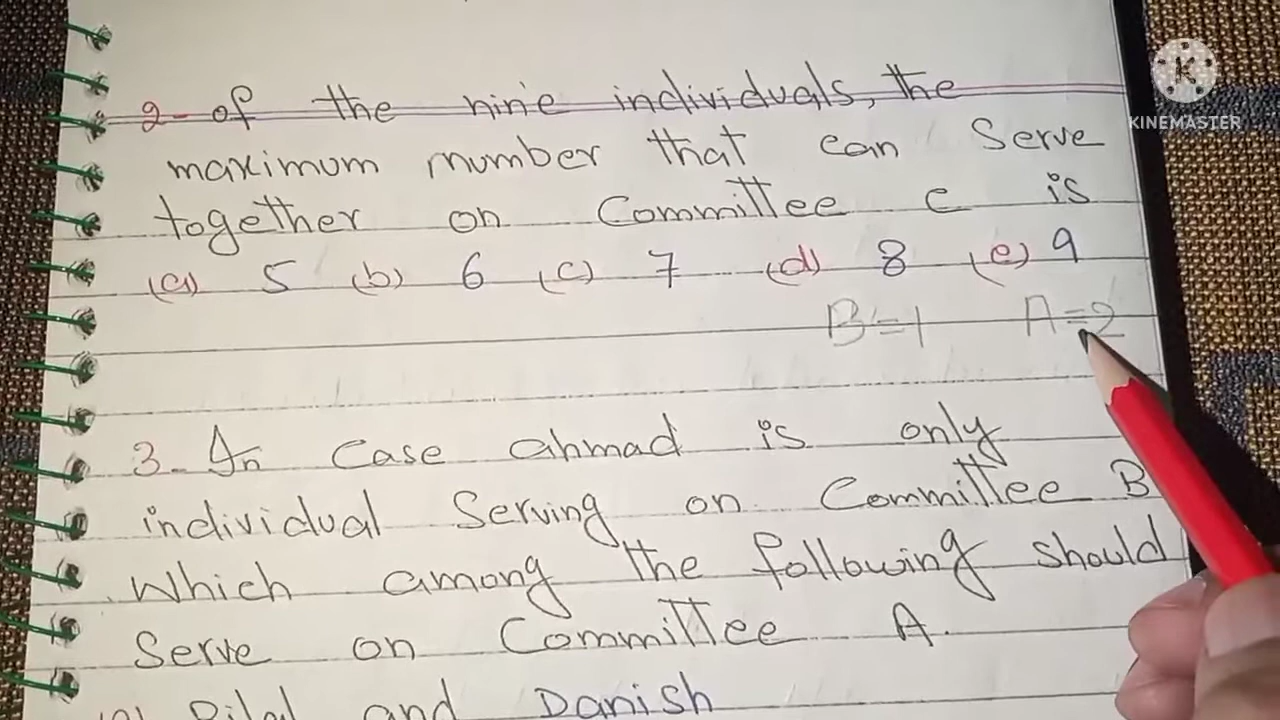 2- of the nine individuals, the
maximum number that can Serve
together on Committee C is
(a) 5 (b) 6 (c) 7 (d) 8 (e) 9
B=1 A=2
3- In Case ahmad is only
individual Serving on Committee B
Which among the following should
Serve on Committee A.
(a) Bilal and Danish
K
KINEMASTER